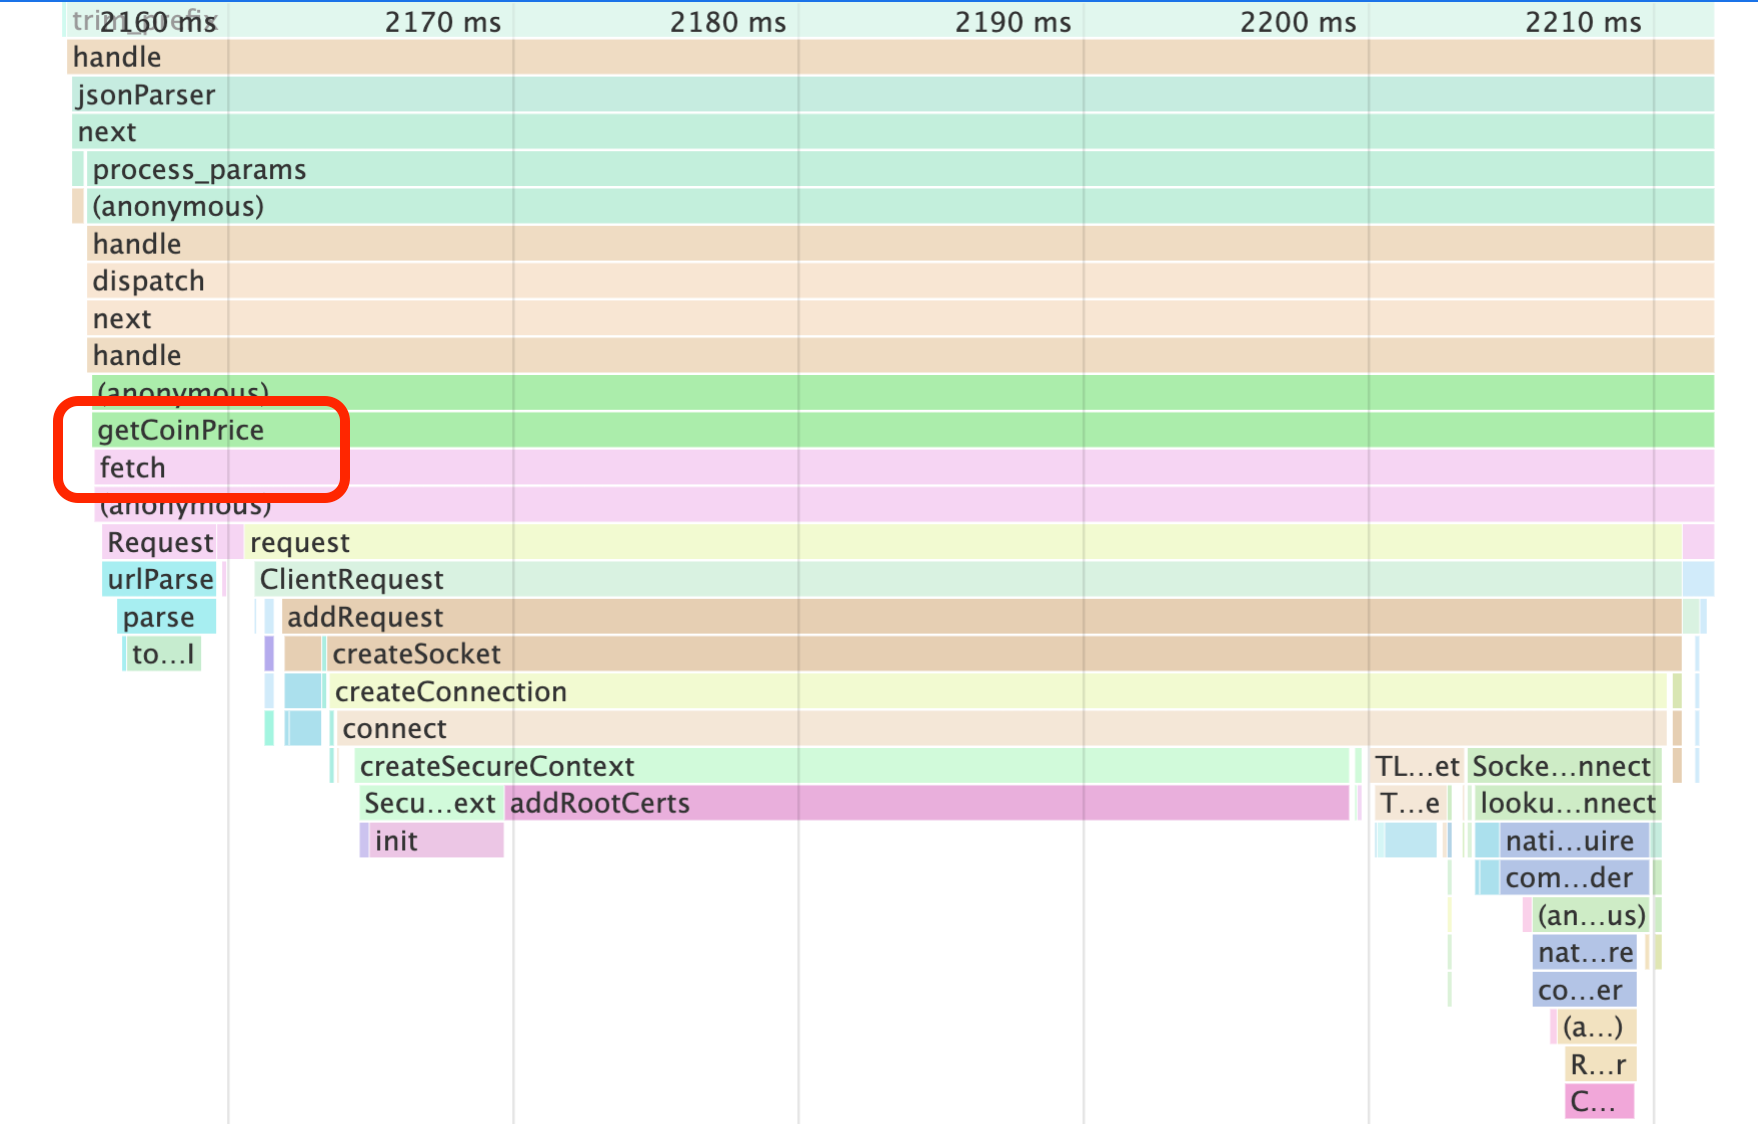 trim_prefix 2160 ms 2170 ms 2180 ms 2190 ms 2200 ms 2210 ms
handle
jsonParser
next
process_params
(anonymous)
handle
dispatch
next
handle
(anonymous)
getCoinPrice
fetch
(anonymous)
Request request
urlParse ClientRequest
parse addRequest
to...l createSocket
createConnection
connect
createSecureContext TL...et Socke...nnect
Secu...ext addRootCerts T...e looku...nnect
init nati...uire
com...der
(an...us)
nat...re
co...er
(a...)
R...r
C...